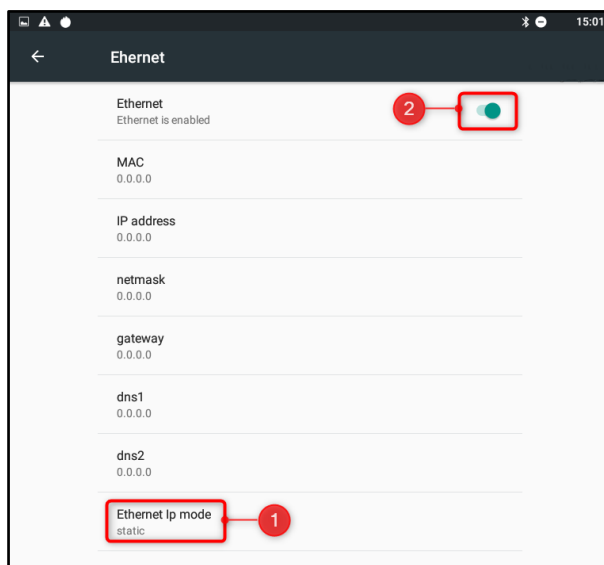 15:01
Ehernet
Ethernet
Ethernet is enabled
2
MAC
0.0.0.0
IP address
0.0.0.0
netmask
0.0.0.0
gateway
0.0.0.0
dns1
0.0.0.0
dns2
0.0.0.0
Ethernet Ip mode
static
1